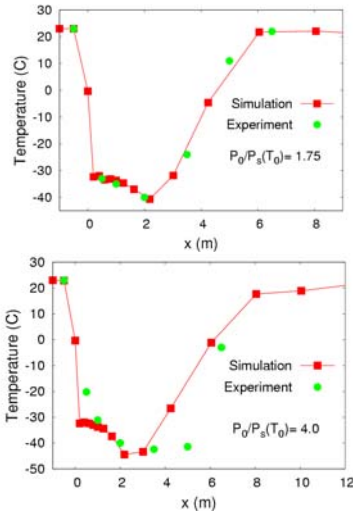 30
20
10
0
-10
-20
-30
-40
Temperature (C)
Simulation
Experiment
P0/Ps(T0)= 1.75
0 2 4 6 8
x (m)
30
20
10
0
-10
-20
-30
-40
-50
Temperature (C)
Simulation
Experiment
P0/Ps(T0)= 4.0
0 2 4 6 8 10 12
x (m)